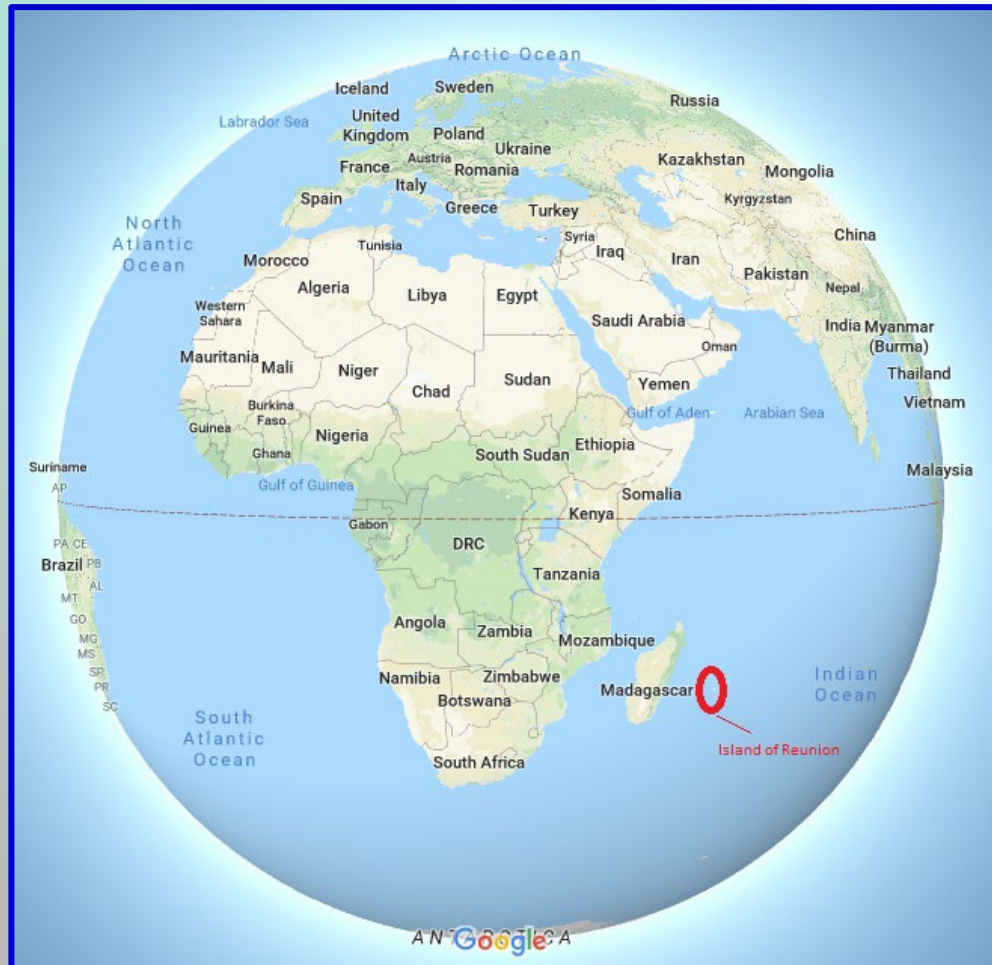 Arctic Ocean
Iceland
Sweden
Russia
Labrador Sea
United
Kingdom
Poland
Ukraine
France
Austria
Romania
Kazakhstan
Mongolia
Italy
Spain
Greece
Turkey
Kyrgyzstan
North
Atlantic
Ocean
Tunisia
Syria
Iraq
Iran
China
Morocco
Pakistan
Nepal
Algeria
Libya
Egypt
Western
Sahara
Saudi Arabia
India
Myanmar
(Burma)
Mauritania
Mali
Niger
Chad
Sudan
Oman
Yemen
Thailand
Burkina
Faso
Gulf of Aden
Arabian Sea
Vietnam
Guinea
Nigeria
Ethiopia
Ghana
South Sudan
Suriname
AP
Gulf of Guinea
Somalia
Malaysia
Gabon
Kenya
PA CE
DRC
Brazil
PB
Tanzania
AL
MT
GO
Angola
Zambia
Mozambique
MG
MS
SP
PR
SC
Namibia
Zimbabwe
Botswana
Madagascar
Indian
Ocean
South
Atlantic
Ocean
Island of Reunion
South Africa
ANTARCTICA
Google